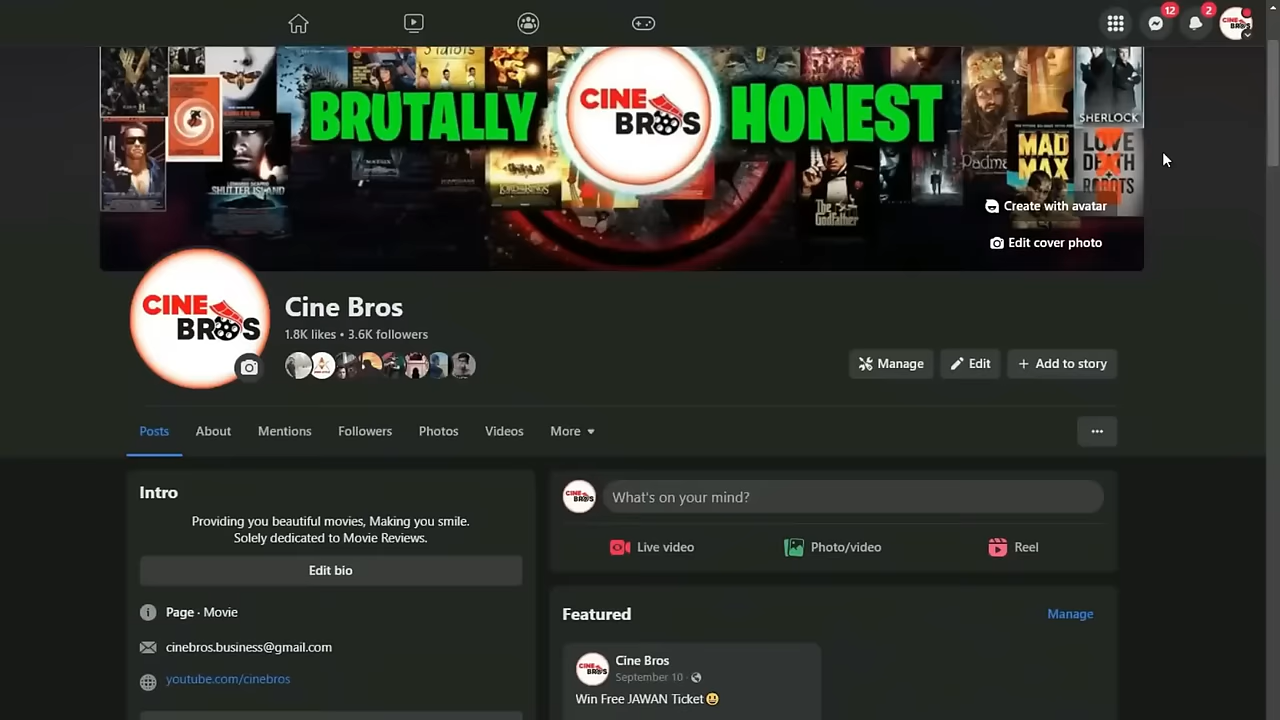 12
2
BRUTALLY
CINE
BROS
HONEST
SHERLOCK
MAD
MAX
LOVE
DEATH
ROBOTS
SHUTTER ISLAND
The
Godfather
Create with avatar
Edit cover photo
CINE
BROS
Cine Bros
1.8K likes • 3.6K followers
Manage
Edit
+ Add to story
Posts
About
Mentions
Followers
Photos
Videos
More
Intro
Providing you beautiful movies, Making you smile.
Solely dedicated to Movie Reviews.
Edit bio
Page · Movie
cinebros.business@gmail.com
youtube.com/cinebros
What's on your mind?
Live video
Photo/video
Reel
Featured
Manage
Cine Bros
September 10 ·
Win Free JAWAN Ticket😃